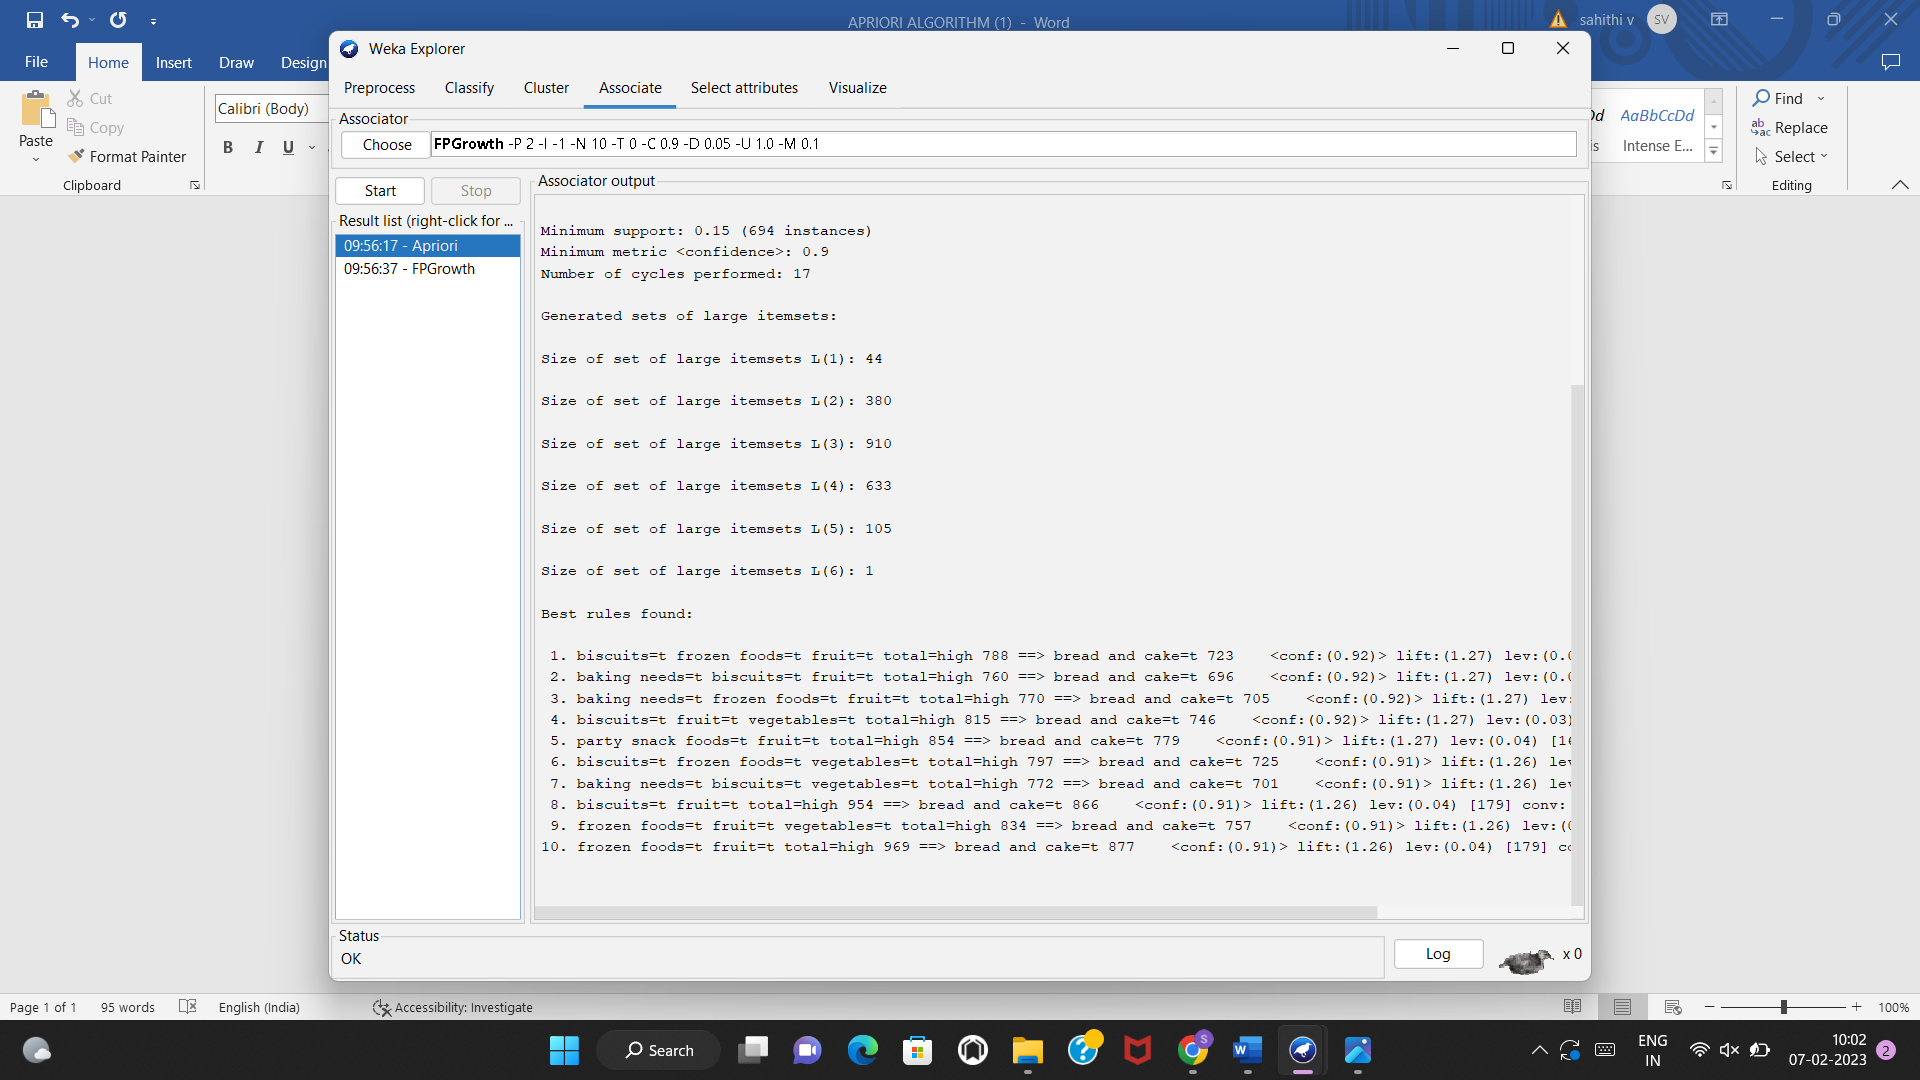 APRIORI ALGORITHM (1) - Word
sahithi v
SV
File
Home
Insert
Draw
Design
Cut
Copy
Format Painter
Paste
Clipboard
Calibri (Body)
B I U
AaBbCcDd
Intense E...
Find
Replace
Select
Editing
Weka Explorer
Preprocess
Classify
Cluster
Associate
Select attributes
Visualize
Associator
Choose
FPGrowth -P 2 -I -1 -N 10 -T 0 -C 0.9 -D 0.05 -U 1.0 -M 0.1
Start
Stop
Result list (right-click for ...
09:56:17 - Apriori
09:56:37 - FPGrowth
Associator output
Minimum support: 0.15 (694 instances)
Minimum metric <confidence>: 0.9
Number of cycles performed: 17
Generated sets of large itemsets:
Size of set of large itemsets L(1): 44
Size of set of large itemsets L(2): 380
Size of set of large itemsets L(3): 910
Size of set of large itemsets L(4): 633
Size of set of large itemsets L(5): 105
Size of set of large itemsets L(6): 1
Best rules found:
1. biscuits=t frozen foods=t fruit=t total=high 788 ==> bread and cake=t 723 <conf:(0.92)> lift:(1.27) lev:(0.0
2. baking needs=t biscuits=t fruit=t total=high 760 ==> bread and cake=t 696 <conf:(0.92)> lift:(1.27) lev:(0.0
3. baking needs=t frozen foods=t fruit=t total=high 770 ==> bread and cake=t 705 <conf:(0.92)> lift:(1.27) lev:
4. biscuits=t fruit=t vegetables=t total=high 815 ==> bread and cake=t 746 <conf:(0.92)> lift:(1.27) lev:(0.03)
5. party snack foods=t fruit=t total=high 854 ==> bread and cake=t 779 <conf:(0.91)> lift:(1.27) lev:(0.04) [16
6. biscuits=t frozen foods=t vegetables=t total=high 797 ==> bread and cake=t 725 <conf:(0.91)> lift:(1.26) lev
7. baking needs=t biscuits=t vegetables=t total=high 772 ==> bread and cake=t 701 <conf:(0.91)> lift:(1.26) lev
8. biscuits=t fruit=t total=high 954 ==> bread and cake=t 866 <conf:(0.91)> lift:(1.26) lev:(0.04) [179] conv:
9. frozen foods=t fruit=t vegetables=t total=high 834 ==> bread and cake=t 757 <conf:(0.91)> lift:(1.26) lev:(0
10. frozen foods=t fruit=t total=high 969 ==> bread and cake=t 877 <conf:(0.91)> lift:(1.26) lev:(0.04) [179] co
Status
OK
Log
x 0
Page 1 of 1
95 words
English (India)
Accessibility: Investigate
100%
Search
ENG
IN
10:02
07-02-2023
2